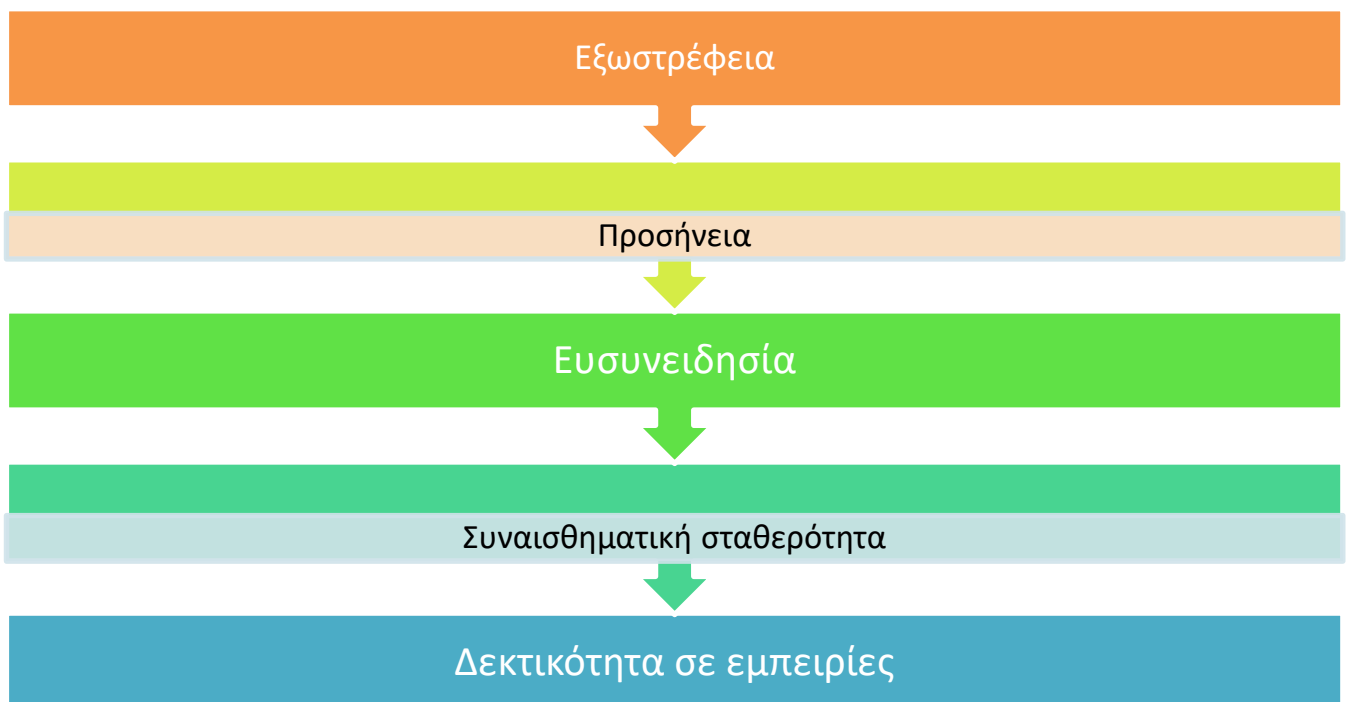 Εξωστρέφεια
Προσήνεια
Ευσυνειδησία
Συναισθηματική σταθερότητα
Δεκτικότητα σε εμπειρίες